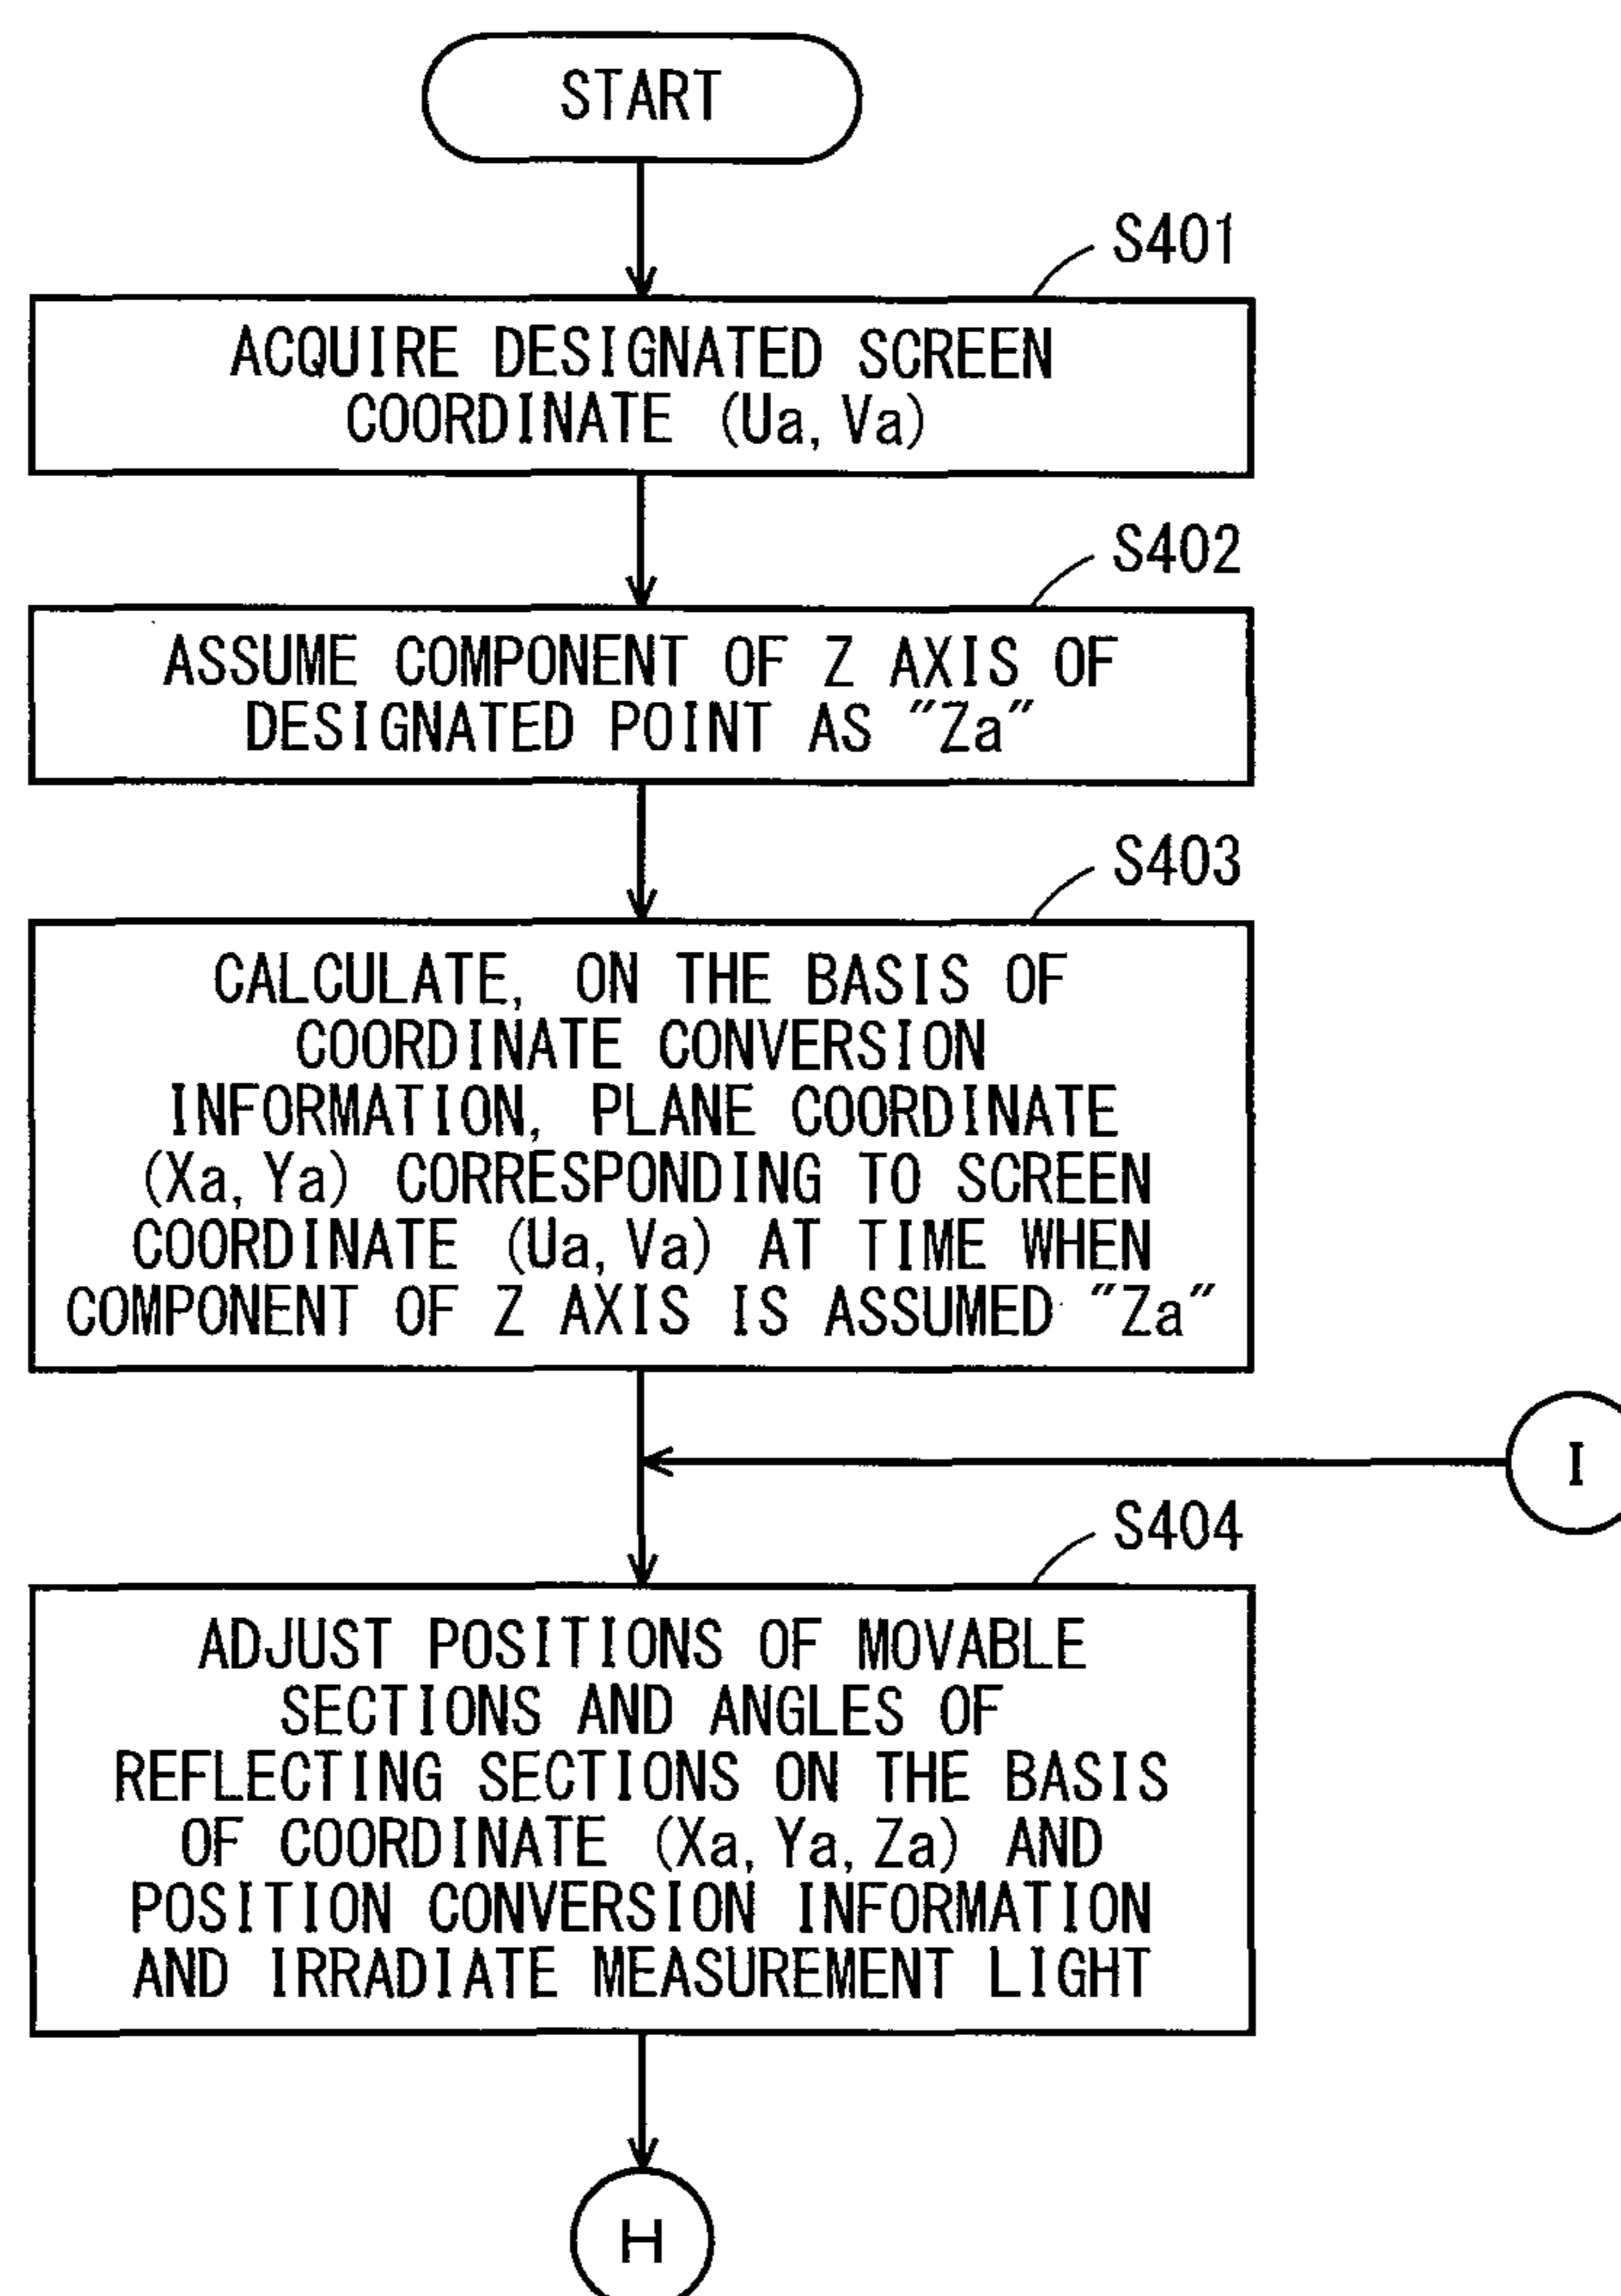 START
S401
ACQUIRE DESIGNATED SCREEN
COORDINATE (Ua, Va)
S402
ASSUME COMPONENT OF Z AXIS OF
DESIGNATED POINT AS "Za"
S403
CALCULATE, ON THE BASIS OF
COORDINATE CONVERSION
INFORMATION, PLANE COORDINATE
(Xa, Ya) CORRESPONDING TO SCREEN
COORDINATE (Ua, Va) AT TIME WHEN
COMPONENT OF Z AXIS IS ASSUMED "Za"
I
S404
ADJUST POSITIONS OF MOVABLE
SECTIONS AND ANGLES OF
REFLECTING SECTIONS ON THE BASIS
OF COORDINATE (Xa, Ya, Za) AND
POSITION CONVERSION INFORMATION
AND IRRADIATE MEASUREMENT LIGHT
H